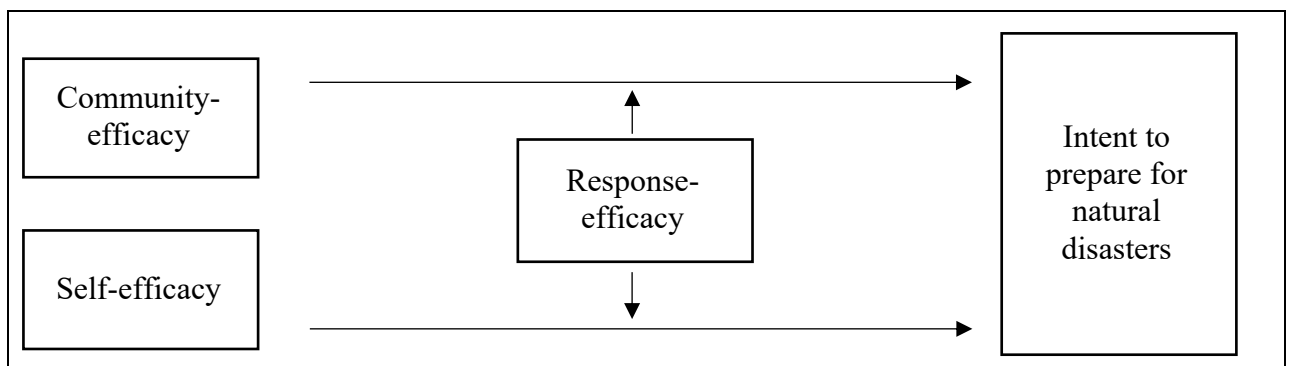 Community-
efficacy
Response-
efficacy
Self-efficacy
Intent to
prepare for
natural
disasters